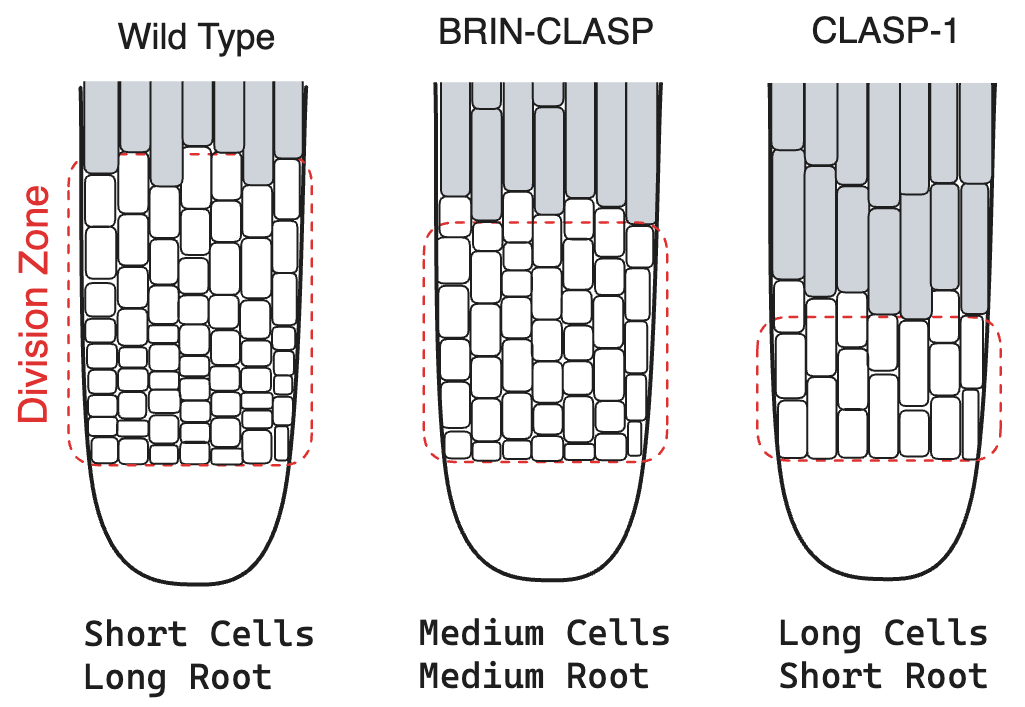 Wild Type
BRIN-CLASP
CLASP-1
Division Zone
Short Cells
Long Root
Medium Cells
Medium Root
Long Cells
Short Root